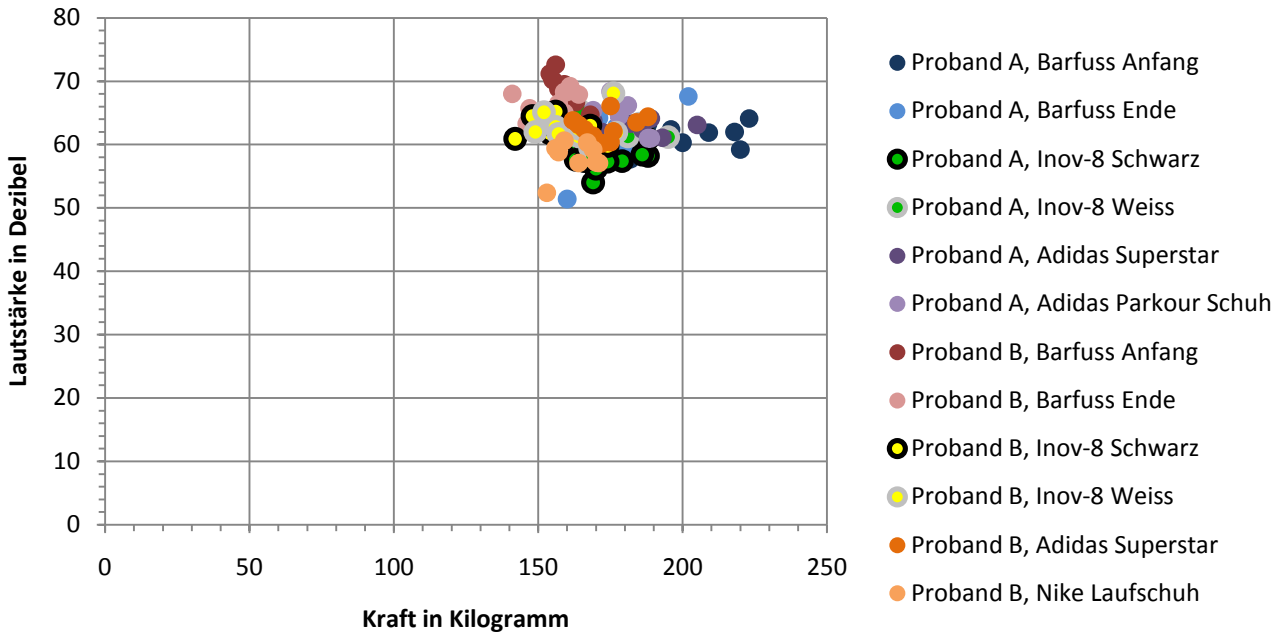 Lautstärke in Dezibel
80
70
60
50
40
30
20
10
0
0 50 100 150 200 250
Kraft in Kilogramm
Proband A, Barfuss Anfang
Proband A, Barfuss Ende
Proband A, Inov-8 Schwarz
Proband A, Inov-8 Weiss
Proband A, Adidas Superstar
Proband A, Adidas Parkour Schuh
Proband B, Barfuss Anfang
Proband B, Barfuss Ende
Proband B, Inov-8 Schwarz
Proband B, Inov-8 Weiss
Proband B, Adidas Superstar
Proband B, Nike Laufschuh